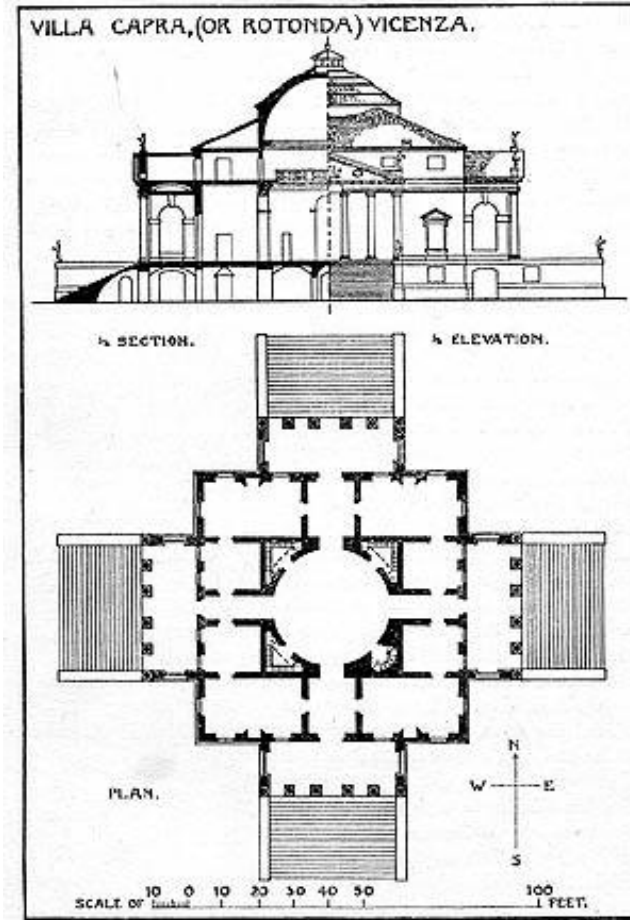 VILLA CAPRA, (OR ROTONDA) VICENZA.
½ SECTION. ½ ELEVATION.
PLAN.
N
W E
S
SCALE OF 10 0 10 20 30 40 50 100 FEET.